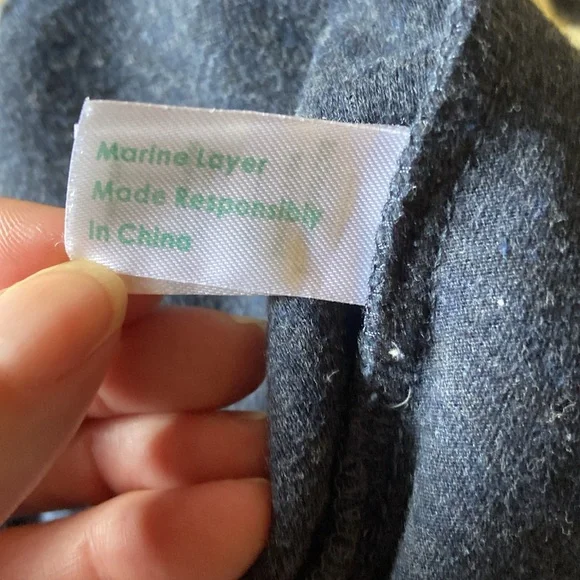 Marine Layer
Made Responsibly
in China